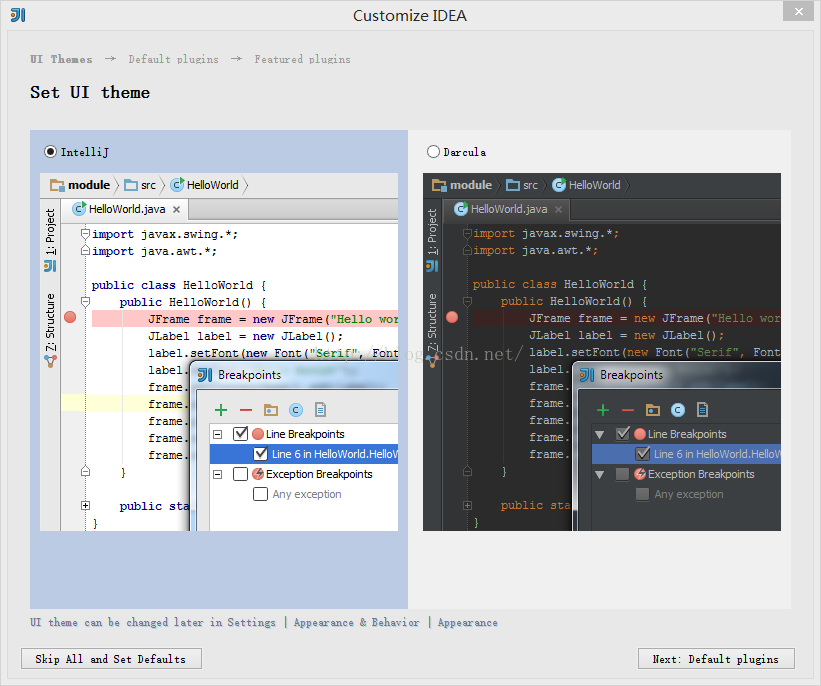 Customize IDEA
UI Themes → Default plugins → Featured plugins
Set UI theme
IntelliJ
module src HelloWorld
HelloWorld.java
1: Project
7: Structure
import javax.swing.*;
import java.awt.*;
public class HelloWorld {
public HelloWorld() {
JFrame frame = new JFrame("Hello wor
JLabel label = new JLabel();
label.setFont(new Font("Serif", Font
label.
frame.
frame.
frame.
frame.
frame.
}
public sta
}
Breakpoints
Line Breakpoints
Line 6 in HelloWorld.HelloW
Exception Breakpoints
Any exception
Darcula
module src HelloWorld
HelloWorld.java
1: Project
7: Structure
import javax.swing.*;
import java.awt.*;
public class HelloWorld {
public HelloWorld() {
JFrame frame = new JFrame("Hello wor
JLabel label = new JLabel();
label.setFont(new Font("Serif", Font
label.
frame.
frame.
frame.
frame.
frame.
}
public sta
}
Breakpoints
Line Breakpoints
Line 6 in HelloWorld.HelloW
Exception Breakpoints
Any exception
UI theme can be changed later in Settings | Appearance & Behavior | Appearance
Skip All and Set Defaults
Next: Default plugins